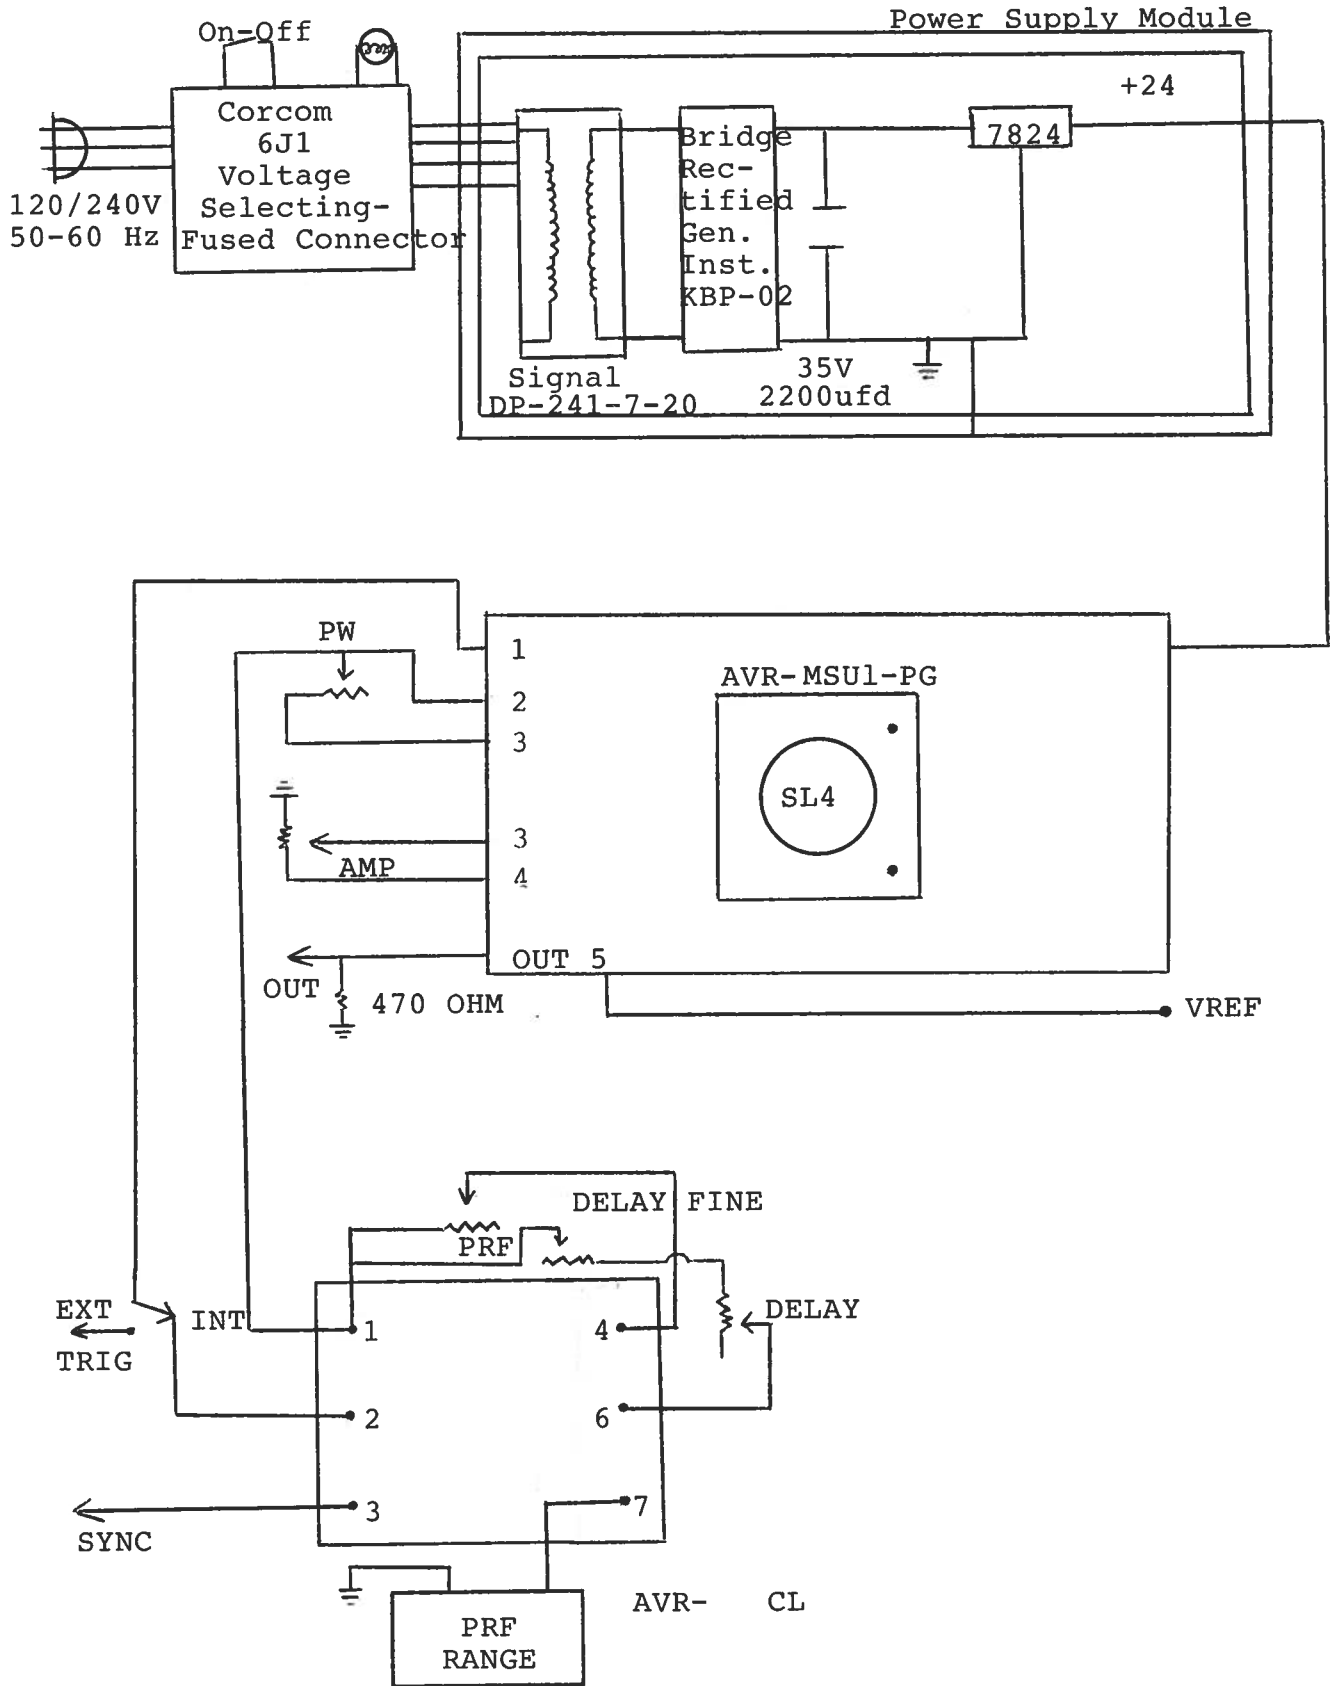 Power Supply Module
On-Off
Corcom
6J1
Voltage
Selecting-
Fused Connector
120/240V
50-60 Hz
Signal
DP-241-7-20
Bridge
Rec-
tified
Gen.
Inst.
KBP-02
35V
2200ufd
7824
+24
PW
1
2
3
3
AMP
4
OUT 5
OUT
470 OHM
AVR-MSU1-PG
SL4
VREF
DELAY FINE
PRF
DELAY
EXT
TRIG
INT
1
2
3
4
6
7
SYNC
PRF
RANGE
AVR- CL